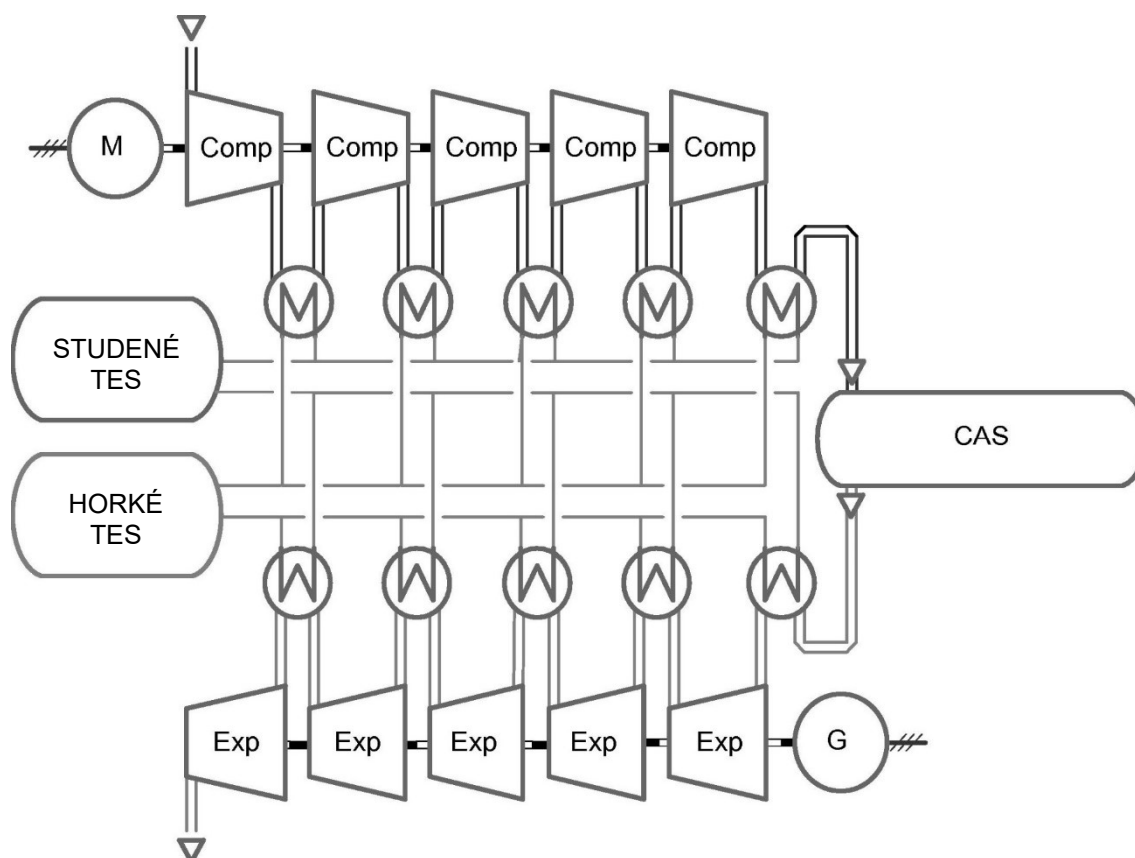 M
Comp
Comp
Comp
Comp
Comp
STUDENÉ
TES
CAS
HORKÉ
TES
Exp
Exp
Exp
Exp
Exp
G